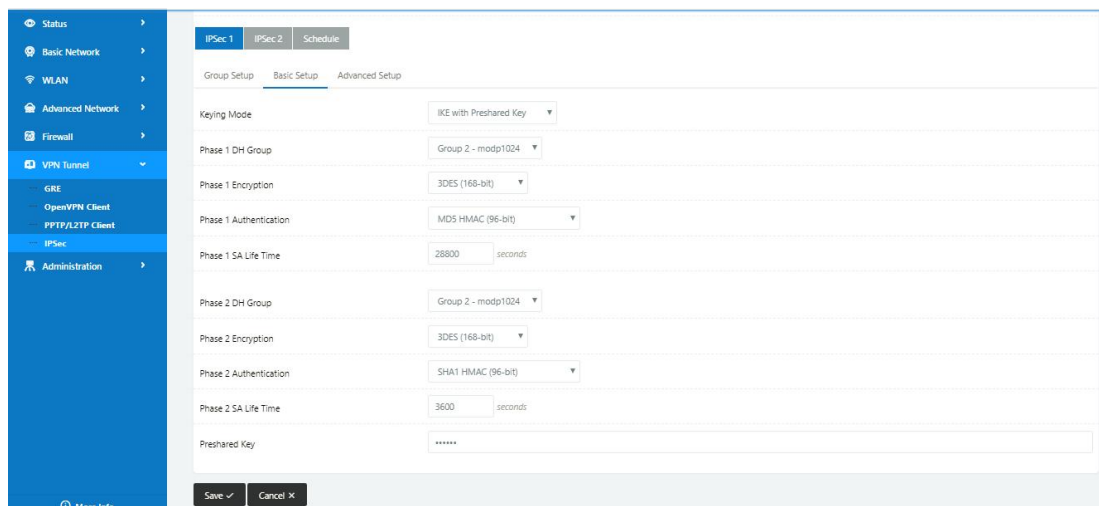 Status
Basic Network
WLAN
Advanced Network
Firewall
VPN Tunnel
GRE
OpenVPN Client
PPTP/L2TP Client
IPSec
Administration
IPSec 1 IPSec 2 Schedule
Group Setup Basic Setup Advanced Setup
Keying Mode IKE with Preshared Key
Phase 1 DH Group Group 2 - modp1024
Phase 1 Encryption 3DES (168-bit)
Phase 1 Authentication MD5 HMAC (96-bit)
Phase 1 SA Life Time 28800 seconds
Phase 2 DH Group Group 2 - modp1024
Phase 2 Encryption 3DES (168-bit)
Phase 2 Authentication SHA1 HMAC (96-bit)
Phase 2 SA Life Time 3600 seconds
Preshared Key ••••••
Save ✓ Cancel ×